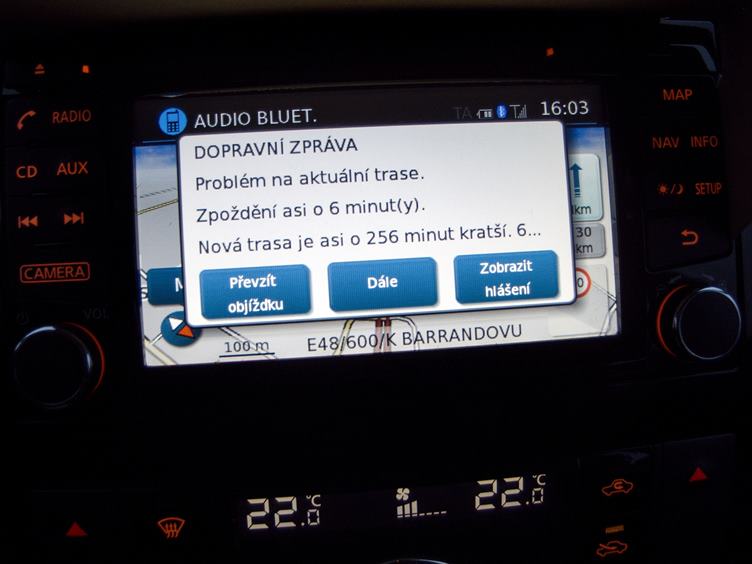 RADIO
CD AUX
CAMERA
VOL
AUDIO BLUET.
TA
16:03
DOPRAVNÍ ZPRÁVA
Problém na aktuální trase.
Zpoždění asi o 6 minut(y).
Nová trasa je asi o 256 minut kratší. 6...
Převzít
objížďku
Dále
Zobrazit
hlášení
km
30
100 m
E48/600/K BARRANDOVU
MAP
NAV INFO
SETUP
22.0 °C
22.0 °C